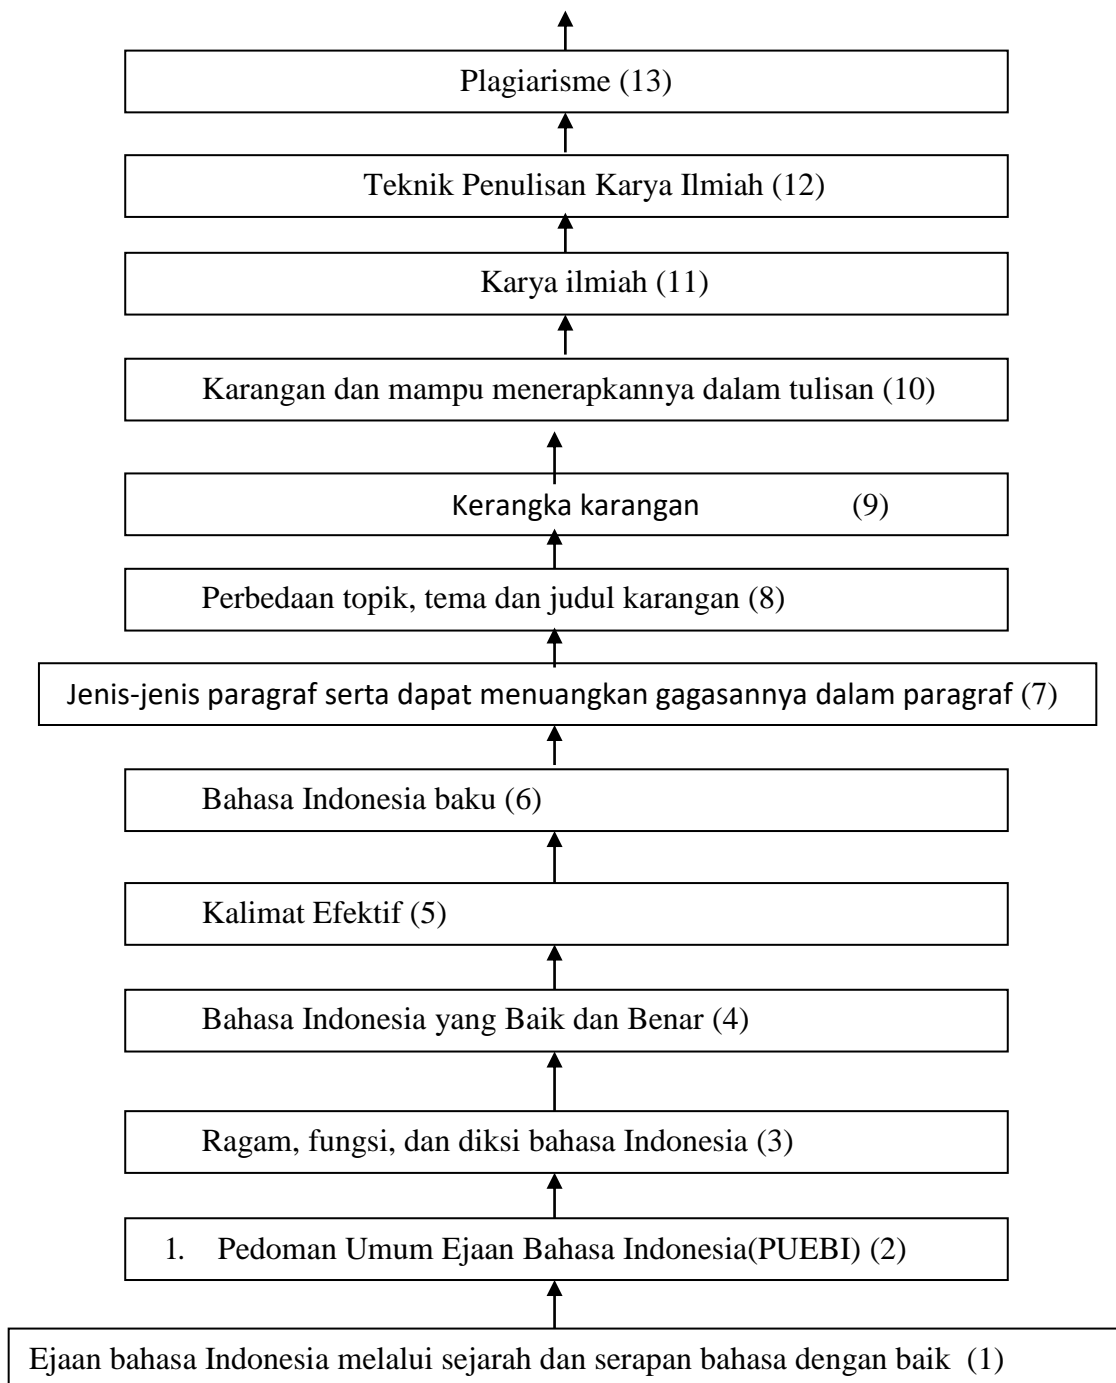 Plagiarisme (13)
Teknik Penulisan Karya Ilmiah (12)
Karya ilmiah (11)
Karangan dan mampu menerapkannya dalam tulisan (10)
Kerangka karangan (9)
Perbedaan topik, tema dan judul karangan (8)
Jenis-jenis paragraf serta dapat menuangkan gagasannya dalam paragraf (7)
Bahasa Indonesia baku (6)
Kalimat Efektif (5)
Bahasa Indonesia yang Baik dan Benar (4)
Ragam, fungsi, dan diksi bahasa Indonesia (3)
1. Pedoman Umum Ejaan Bahasa Indonesia(PUEBI) (2)
Ejaan bahasa Indonesia melalui sejarah dan serapan bahasa dengan baik (1)